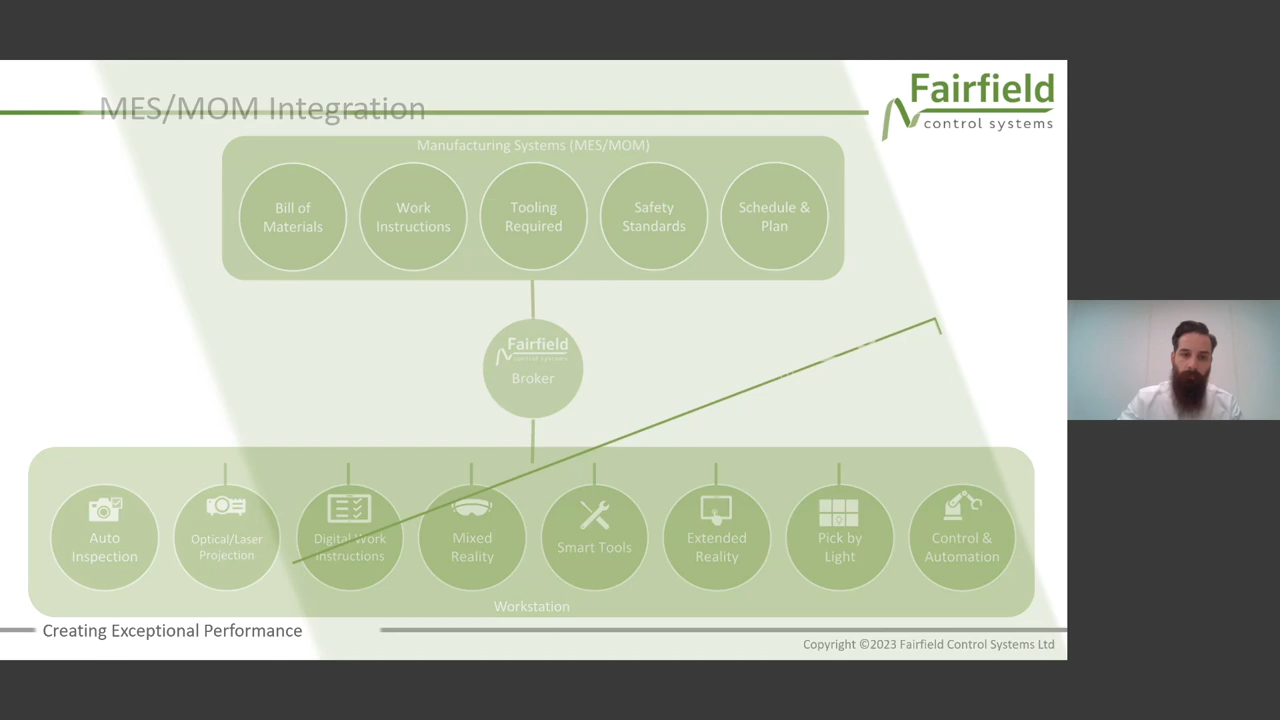 MES/MOM Integration
Fairfield
control systems
Manufacturing Systems (MES/MOM)
Bill of
Materials
Work
Instructions
Tooling
Required
Safety
Standards
Schedule &
Plan
Fairfield
control systems
Broker
Auto
Inspection
Optical/Laser
Projection
Digital Work
Instructions
Mixed
Reality
Smart Tools
Extended
Reality
Pick by
Light
Control &
Automation
Workstation
Creating Exceptional Performance
Copyright ©2023 Fairfield Control Systems Ltd